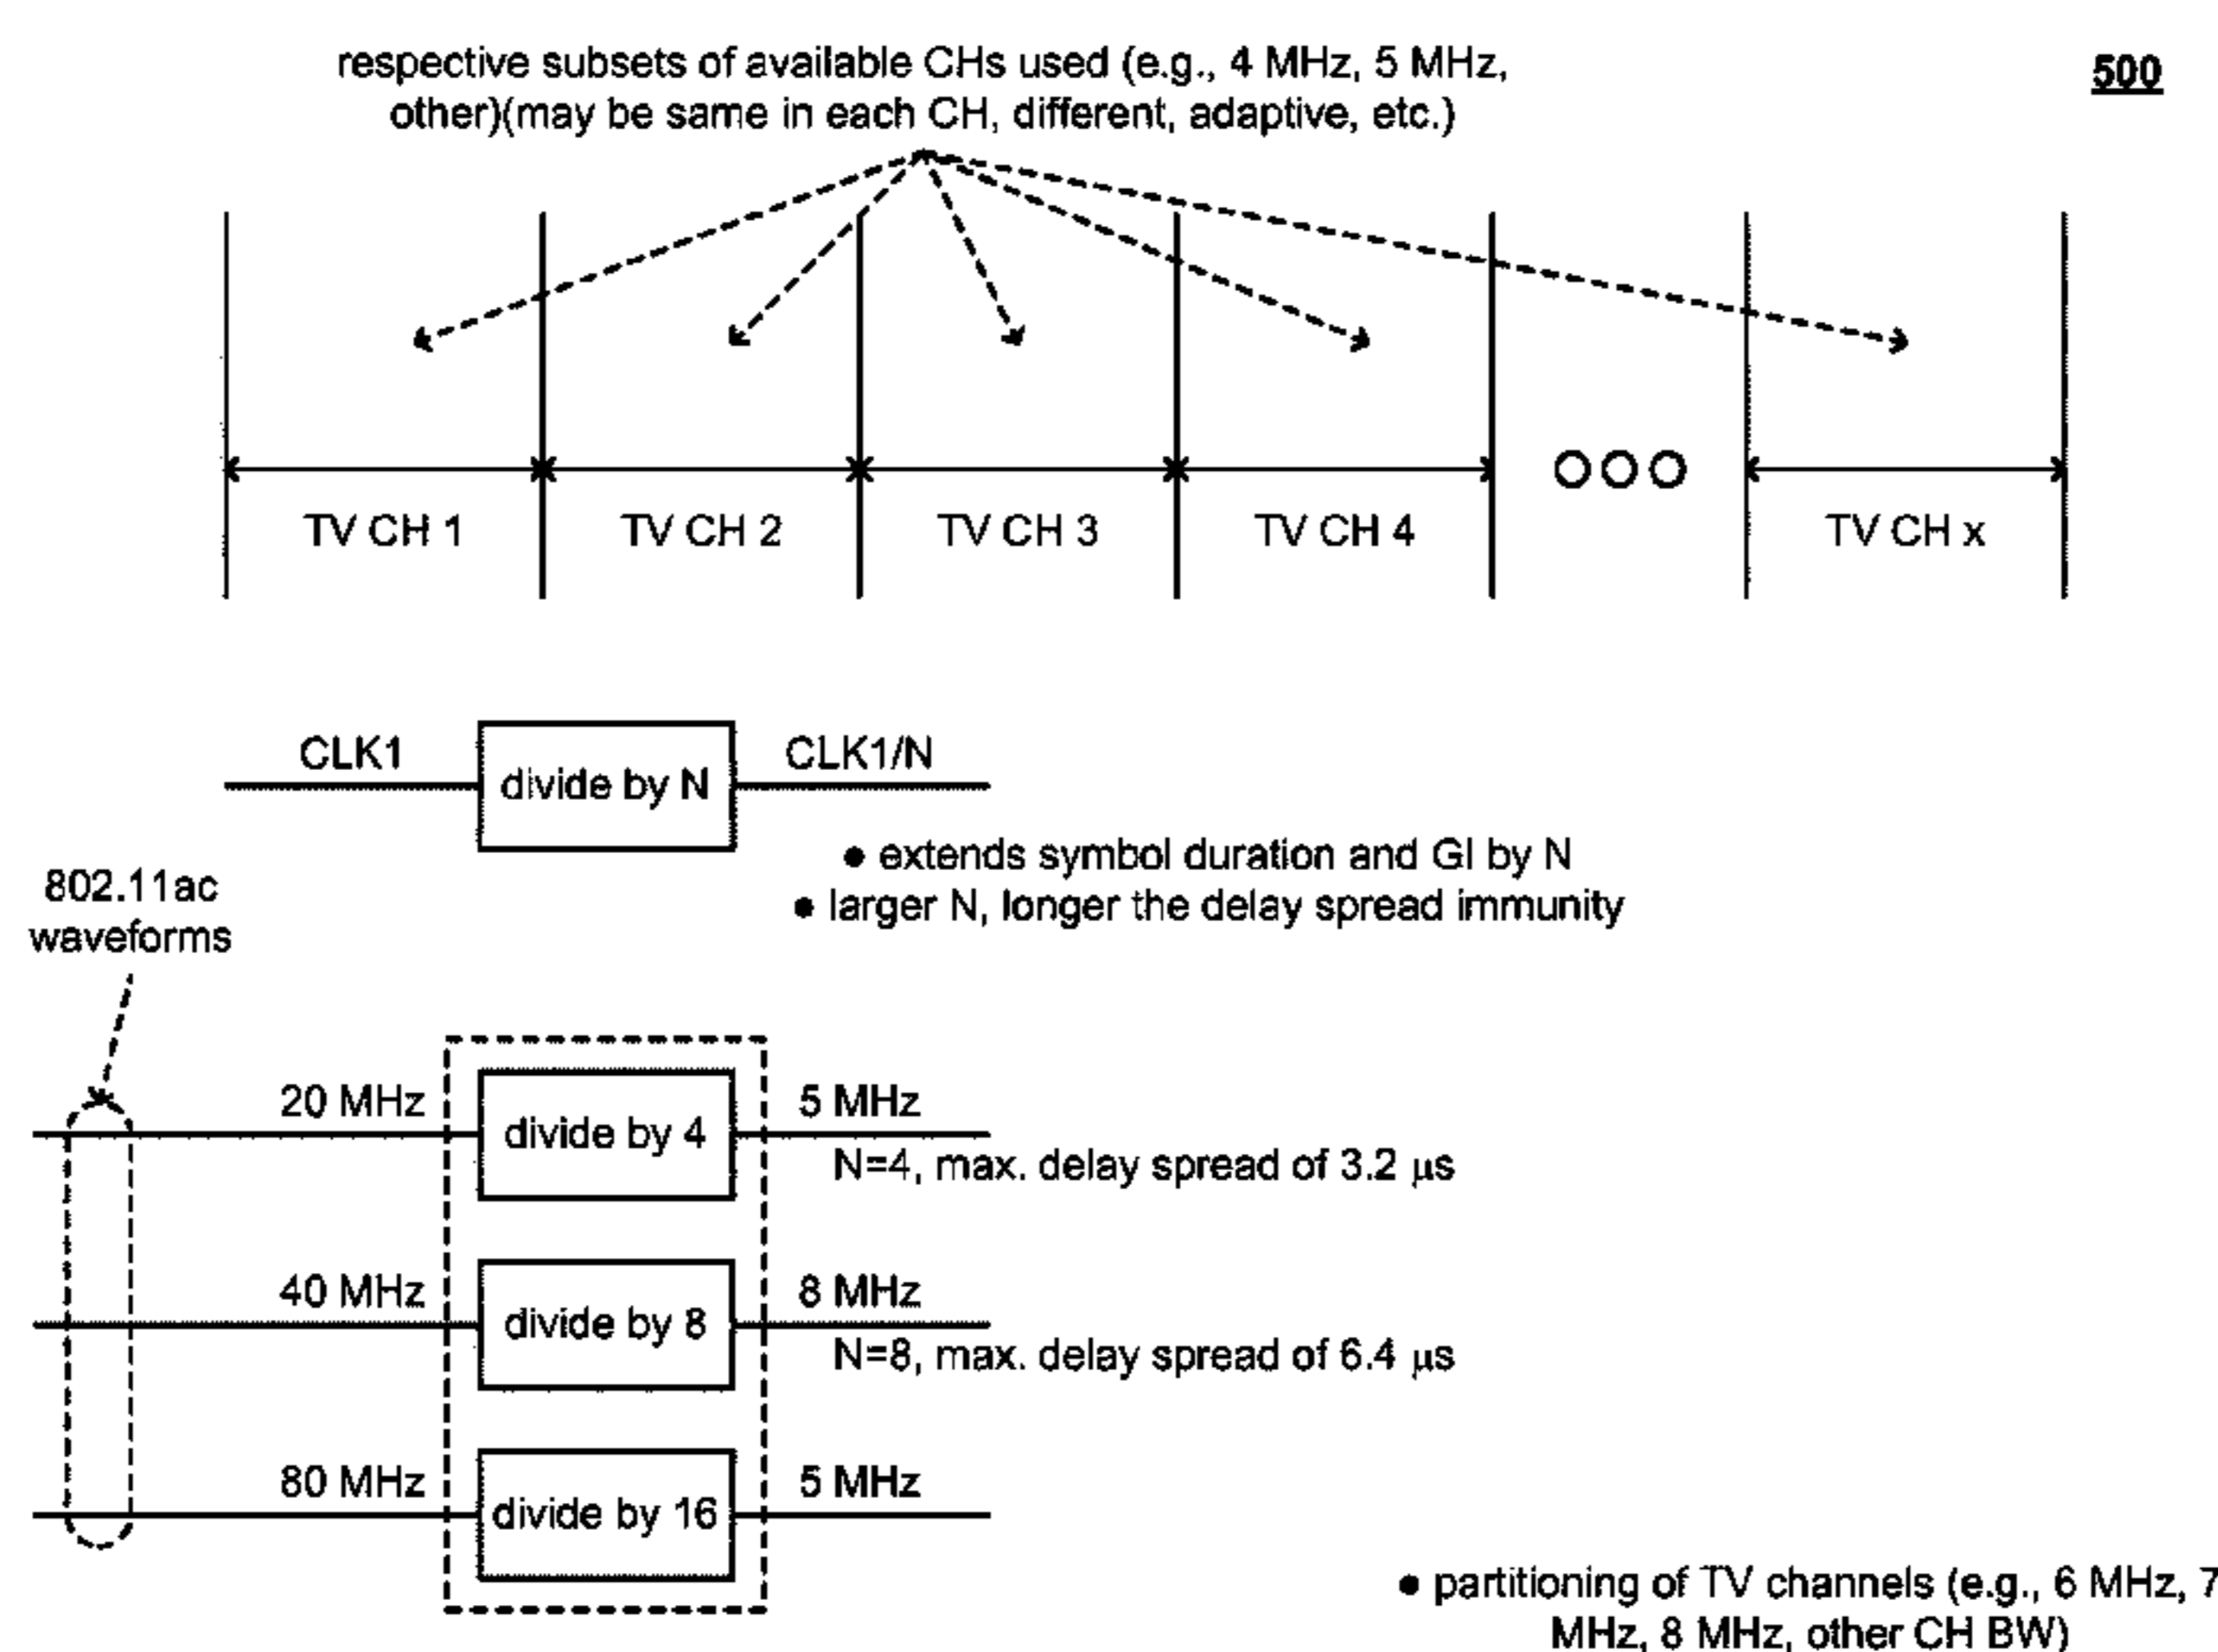 respective subsets of available CHs used (e.g., 4 MHz, 5 MHz,
other)(may be same in each CH, different, adaptive, etc.)
500
TV CH 1
TV CH 2
TV CH 3
TV CH 4
TV CH x
CLK1
divide by N
CLK1/N
● extends symbol duration and GI by N
● larger N, longer the delay spread immunity
802.11ac
waveforms
20 MHz
divide by 4
5 MHz
N=4, max. delay spread of 3.2 µs
40 MHz
divide by 8
8 MHz
N=8, max. delay spread of 6.4 µs
80 MHz
divide by 16
5 MHz
● partitioning of TV channels (e.g., 6 MHz, 7
MHz, 8 MHz, other CH BW)